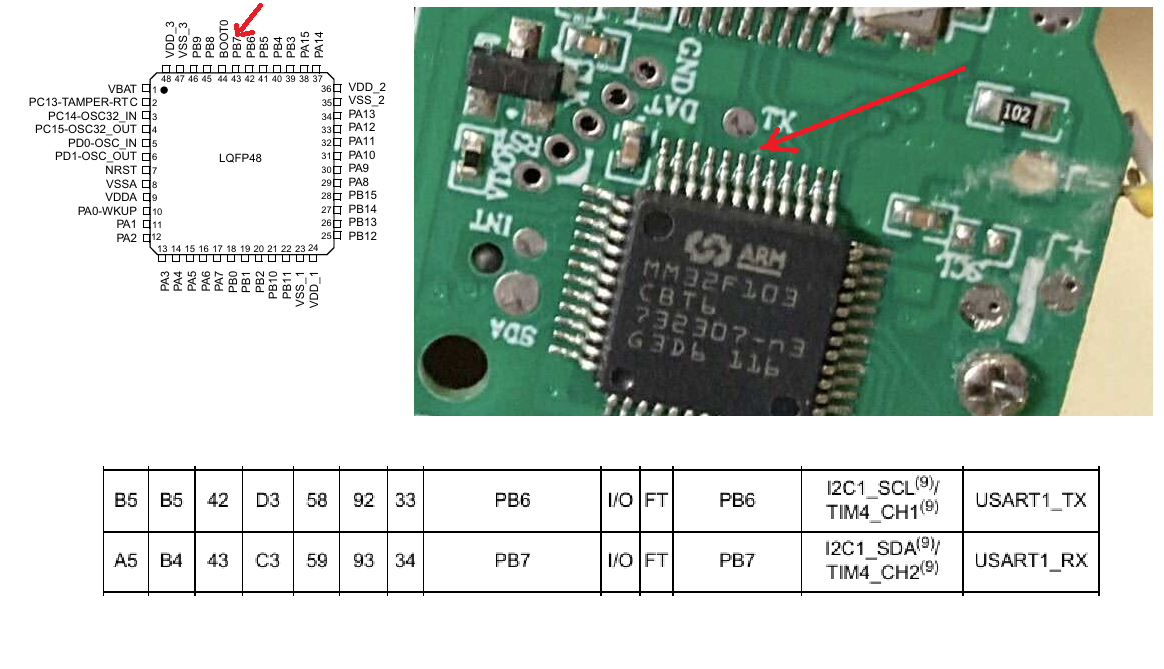 VDD_3
VSS_3
PB9
PB8
BOOT0
PB7
PB6
PB5
PB4
PB3
PA15
PA14
48 47 46 45 44 43 42 41 40 39 38 37
VBAT 1
PC13-TAMPER-RTC 2
PC14-OSC32_IN 3
PC15-OSC32_OUT 4
PD0-OSC_IN 5
PD1-OSC_OUT 6
NRST 7
VSSA 8
VDDA 9
PA0-WKUP 10
PA1 11
PA2 12
LQFP48
36 VDD_2
35 VSS_2
34 PA13
33 PA12
32 PA11
31 PA10
30 PA9
29 PA8
28 PB15
27 PB14
26 PB13
25 PB12
13 14 15 16 17 18 19 20 21 22 23 24
PA3
PA4
PA5
PA6
PA7
PB0
PB1
PB2
PB10
PB11
VSS_1
VDD_1
GND
DAT
TX
102
INT
SDA
SCL
+
ARM
MM32F103
CBT6
732307-n3
G3D6 116
B5 B5 42 D3 58 92 33 PB6 I/O FT PB6 I2C1_SCL(9)/ TIM4_CH1(9) USART1_TX
A5 B4 43 C3 59 93 34 PB7 I/O FT PB7 I2C1_SDA(9)/ TIM4_CH2(9) USART1_RX